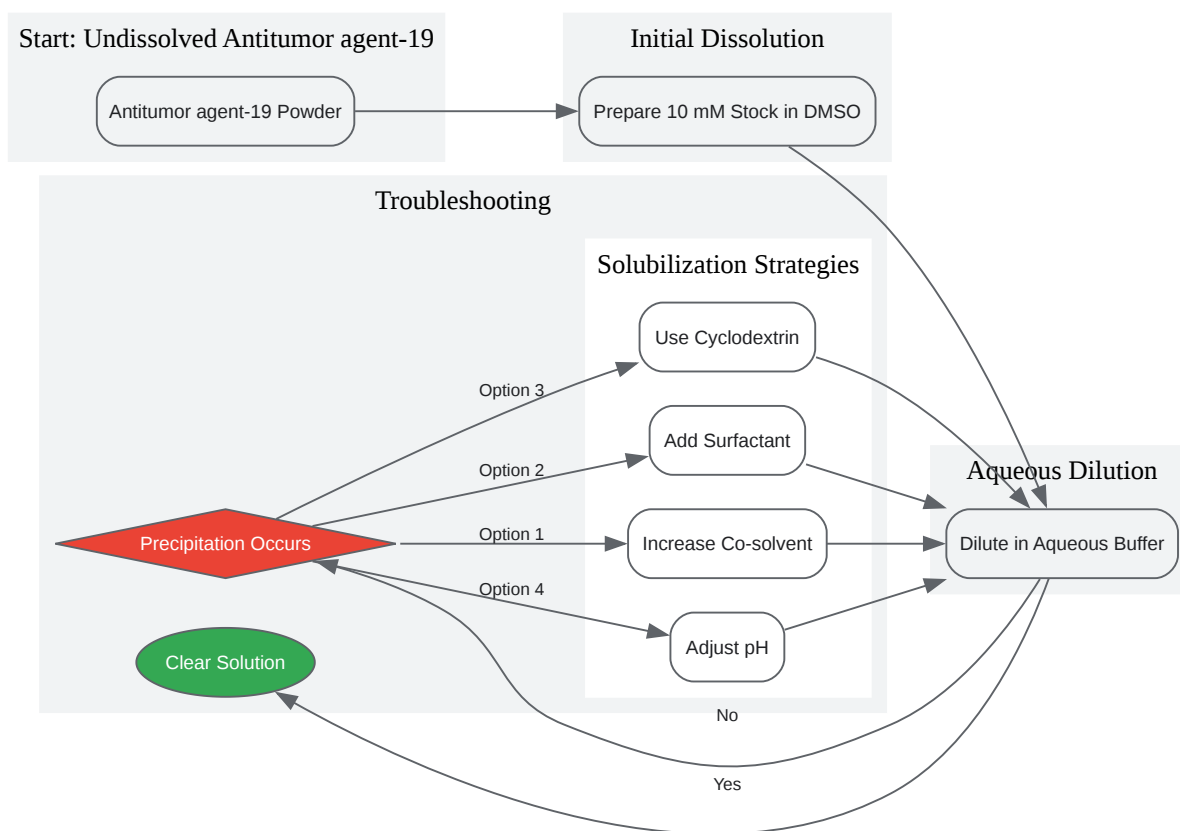 Start: Undissolved Antitumor agent-19
Initial Dissolution
Antitumor agent-19 Powder
Prepare 10 mM Stock in DMSO
Troubleshooting
Solubilization Strategies
Use Cyclodextrin
Option 3
Add Surfactant
Option 2
Aqueous Dilution
Precipitation Occurs
Option 1
Increase Co-solvent
Dilute in Aqueous Buffer
Option 4
Adjust pH
Clear Solution
No
Yes